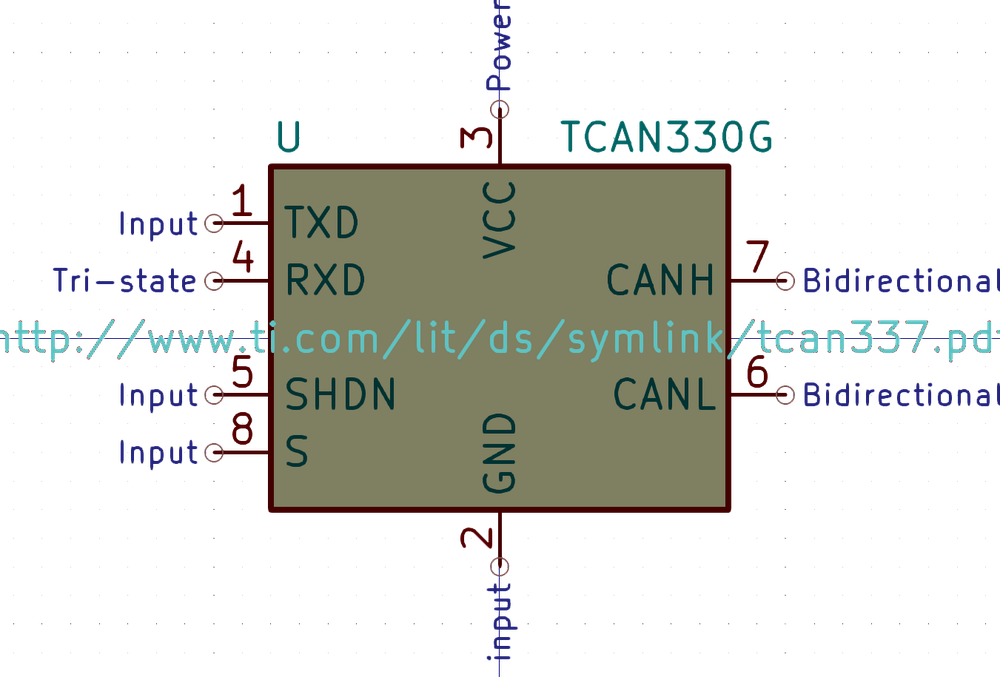 Power
U
3
TCAN330G
VCC
1
Input
TXD
4
Tri-state
RXD
7
CANH
Bidirectional
http://www.ti.com/lit/ds/symlink/tcan337.pdf
5
Input
SHDN
6
CANL
Bidirectional
8
Input
S
GND
2
input